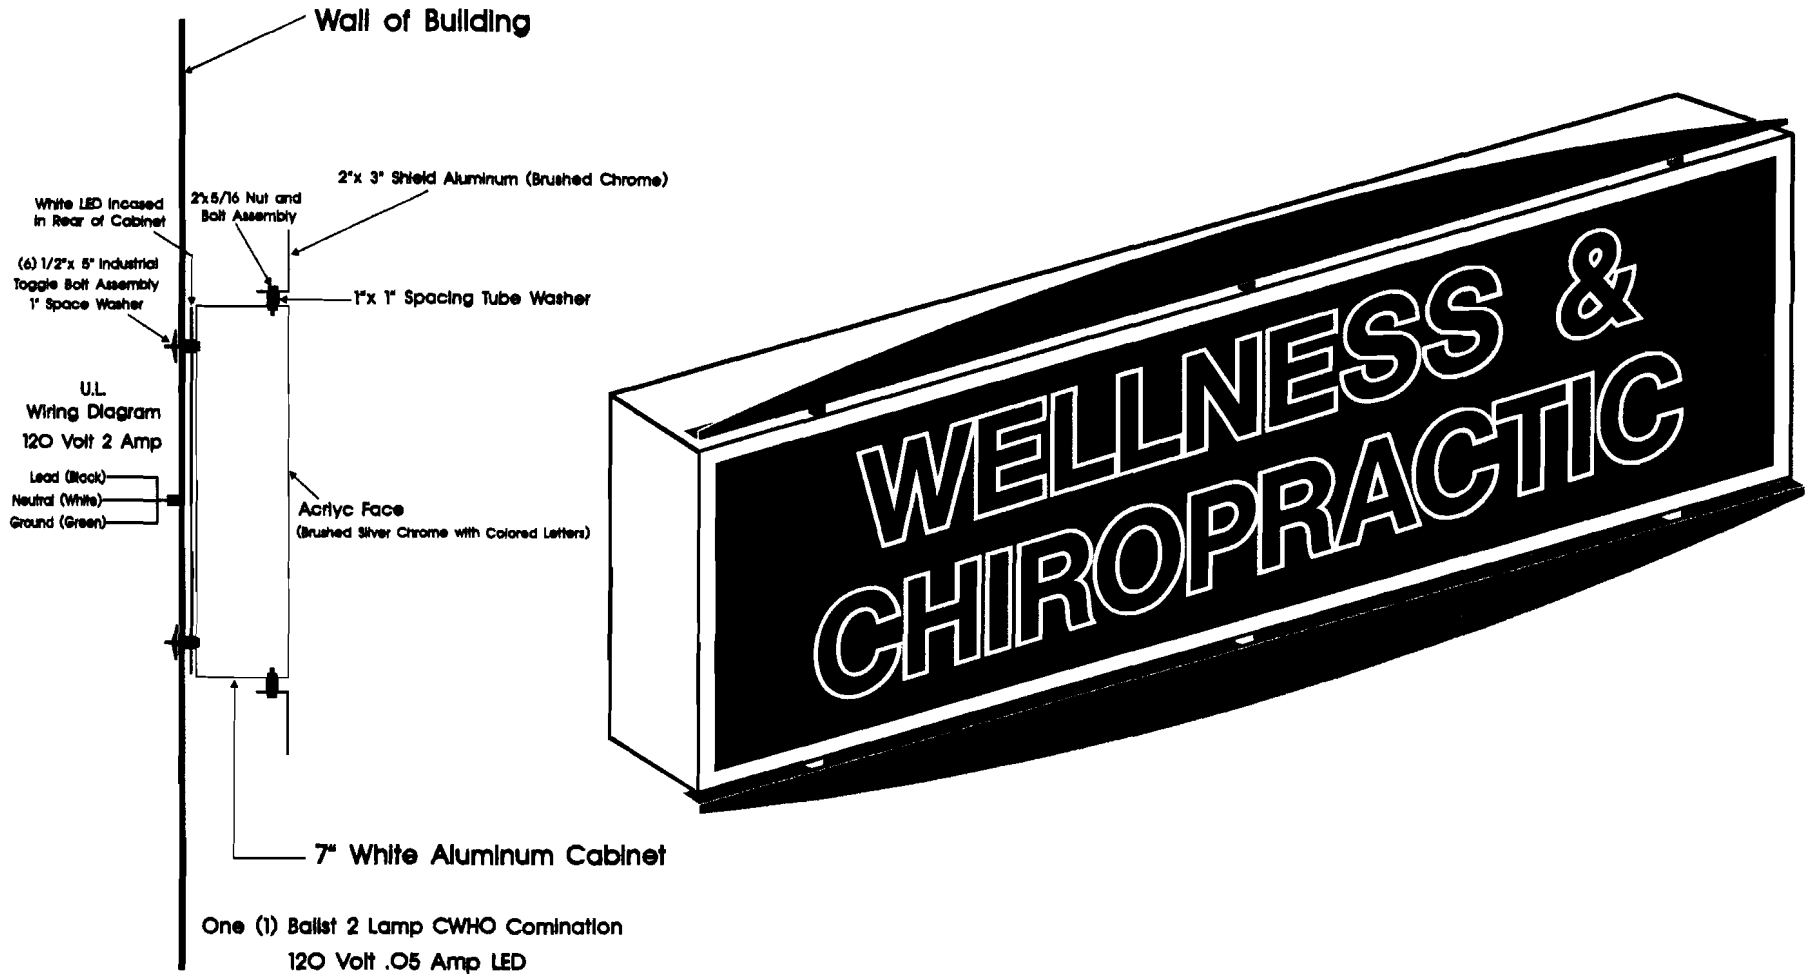 Wall of Building
2"x 3" Shield Aluminum (Brushed Chrome)
White LED Incased
in Rear of Cabinet
2"x5/16 Nut and
Bolt Assembly
(6) 1/2"x 5" Industrial
Toggle Bolt Assembly
1" Space Washer
1"x 1" Spacing Tube Washer
U.L.
Wiring Diagram
120 Volt 2 Amp
Lead (Black)
Neutral (White)
Ground (Green)
Acrlyc Face
(Brushed Silver Chrome with Colored Letters)
7" White Aluminum Cabinet
One (1) Balist 2 Lamp CWHO Comination
120 Volt .05 Amp LED
WELLNESS &
CHIROPRACTIC